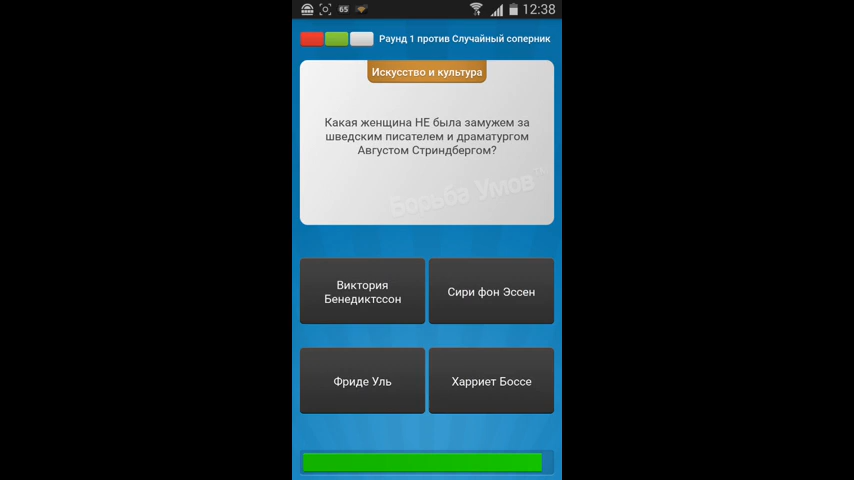 65
12:38
Раунд 1 против Случайный соперник
Искусство и культура
Какая женщина НЕ была замужем за
шведским писателем и драматургом
Августом Стриндбергом?
Борьба Умов™
Виктория
Бенедиктссон
Сири фон Эссен
Фриде Уль
Харриет Боссе